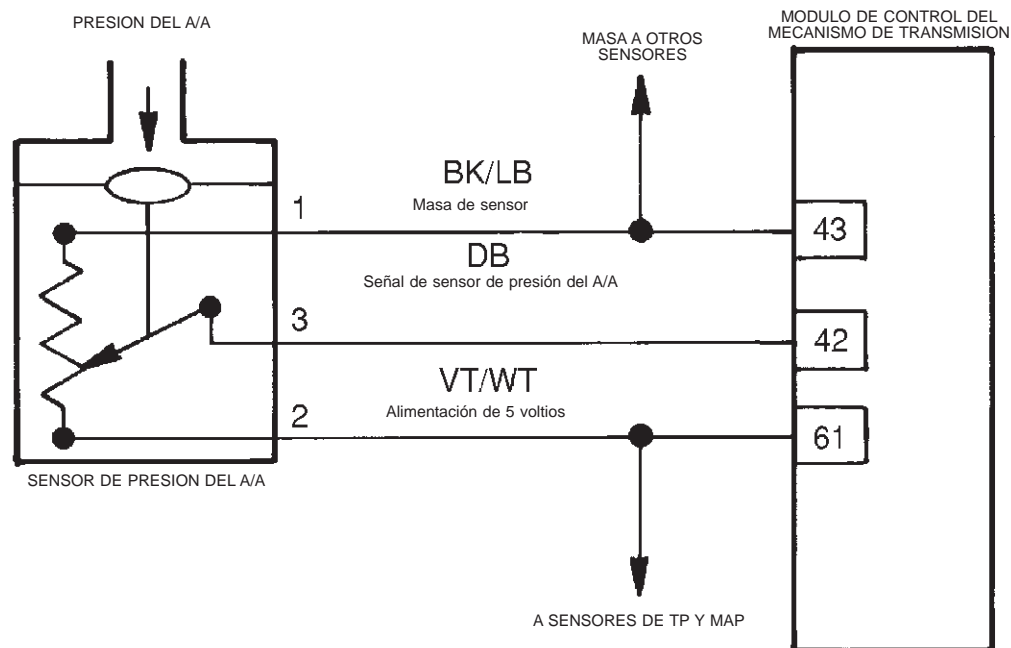 PRESION DEL A/A
MASA A OTROS
SENSORES
MODULO DE CONTROL DEL
MECANISMO DE TRANSMISION
BK/LB
Masa de sensor
1
43
DB
Señal de sensor de presión del A/A
3
42
VT/WT
Alimentación de 5 voltios
2
61
SENSOR DE PRESION DEL A/A
A SENSORES DE TP Y MAP